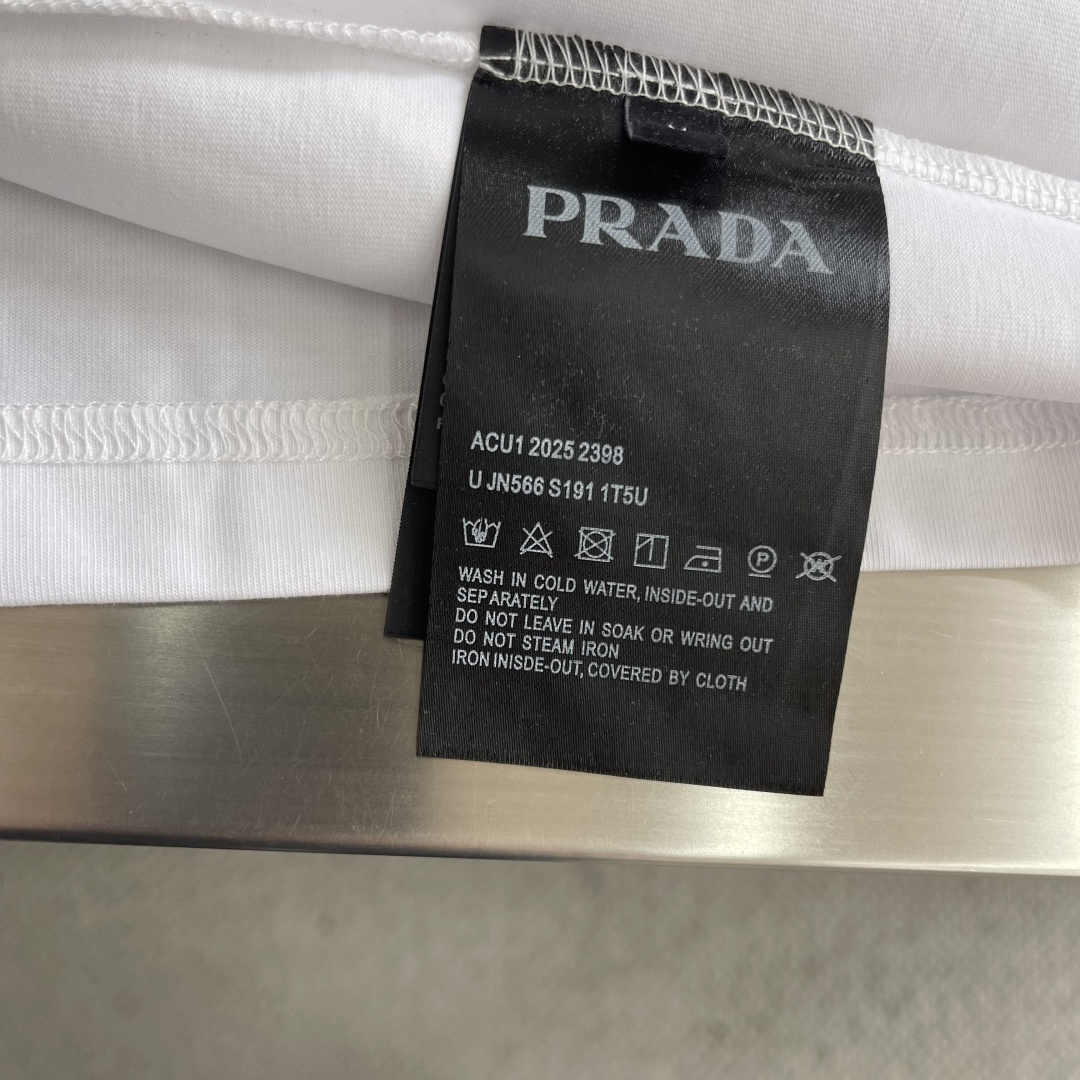 PRADA
ACU1 2025 2398
U JN566 S191 1T5U
P
WASH IN COLD WATER, INSIDE-OUT AND
SEPARATELY
DO NOT LEAVE IN SOAK OR WRING OUT
DO NOT STEAM IRON
IRON INISDE-OUT, COVERED BY CLOTH